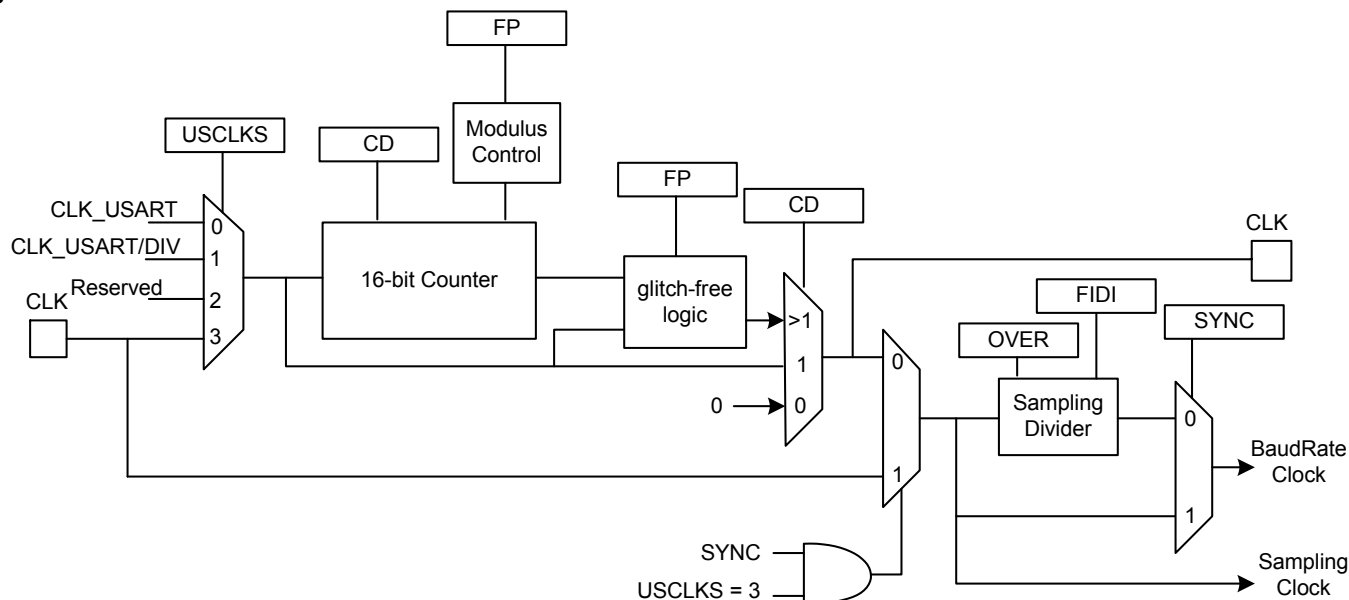 FP
Modulus
Control
USCLKS
CD
FP
CD
CLK_USART
0
CLK_USART/DIV
1
Reserved
2
CLK
3
16-bit Counter
glitch-free
logic
>1
1
0
0
CLK
FIDI
OVER
SYNC
0
1
Sampling
Divider
0
1
BaudRate
Clock
SYNC
USCLKS = 3
Sampling
Clock